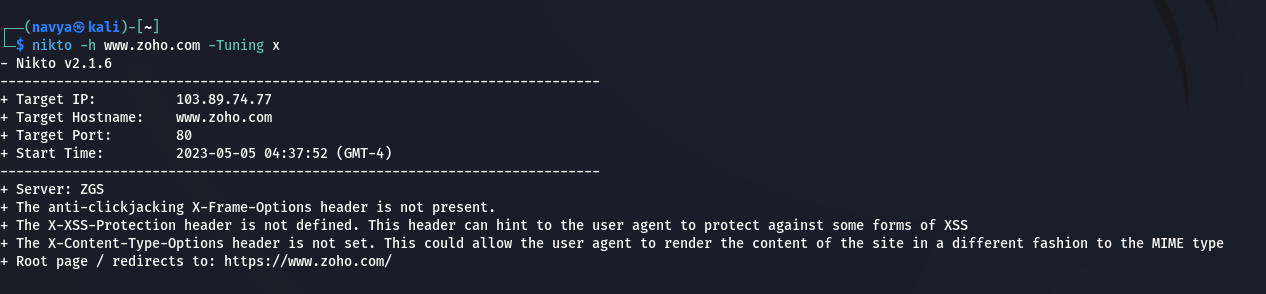 ┌──(navya㉿kali)-[~]
└─$ nikto -h www.zoho.com -Tuning x
- Nikto v2.1.6
---------------------------------------------------------------------------
+ Target IP:          103.89.74.77
+ Target Hostname:    www.zoho.com
+ Target Port:        80
+ Start Time:         2023-05-05 04:37:52 (GMT-4)
---------------------------------------------------------------------------
+ Server: ZGS
+ The anti-clickjacking X-Frame-Options header is not present.
+ The X-XSS-Protection header is not defined. This header can hint to the user agent to protect against some forms of XSS
+ The X-Content-Type-Options header is not set. This could allow the user agent to render the content of the site in a different fashion to the MIME type
+ Root page / redirects to: https://www.zoho.com/